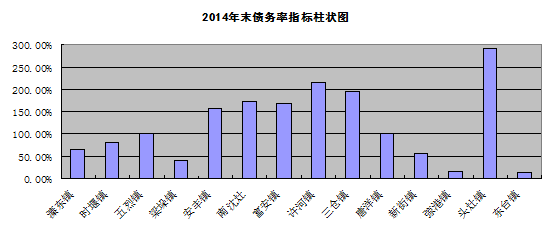 2014年末债务率指标柱状图
300.00%
250.00%
200.00%
150.00%
100.00%
50.00%
0.00%
溱东镇
时堰镇
五烈镇
梁垛镇
安丰镇
南沈灶
富安镇
许河镇
三仓镇
唐洋镇
新街镇
弶港镇
头灶镇
东台镇